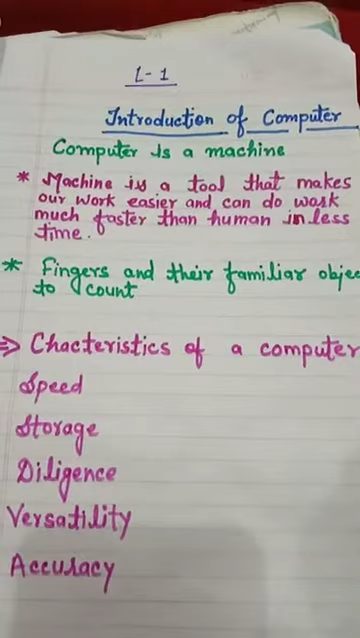 L - 1
Introduction of Computer
Computer Is a machine
* Machine is a tool that makes
our work easier and can do work
much faster than human in less
time.
* Fingers and their familiar objec
to count
⇒ Chacteristics of a computer
Speed
Storage
Diligence
Versatility
Accuracy